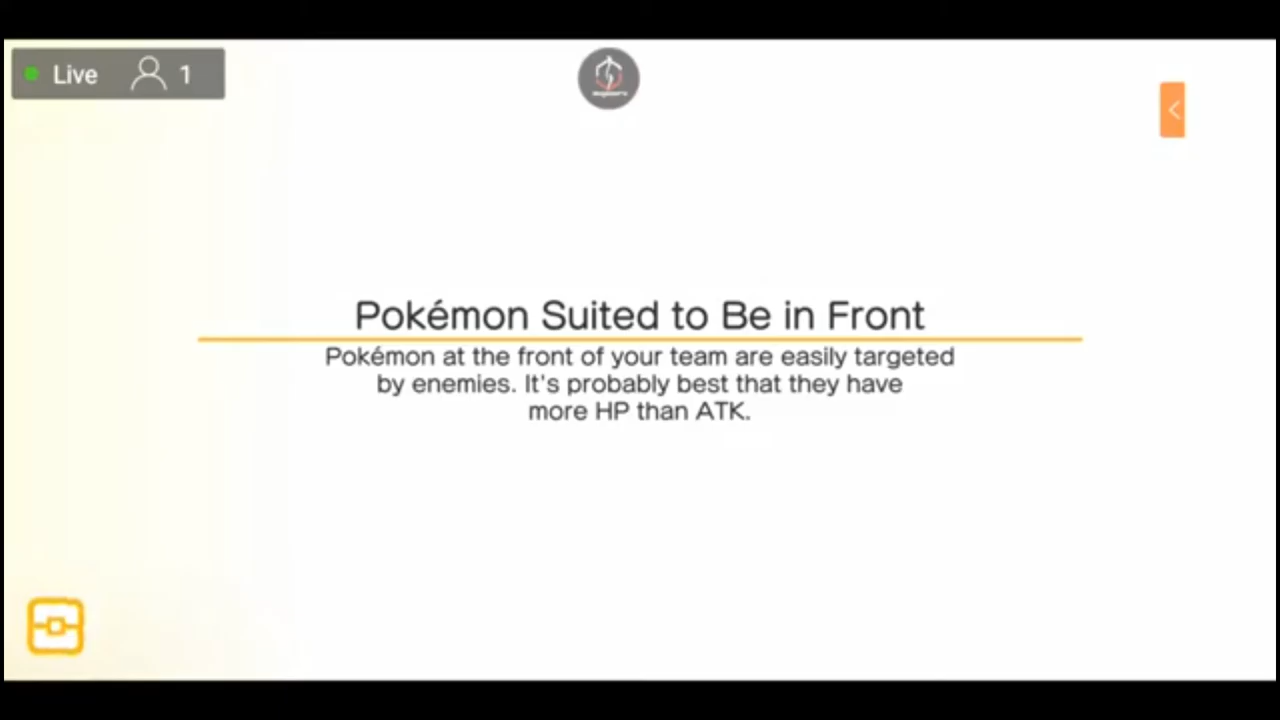 Live 1
Pokémon Suited to Be in Front
Pokémon at the front of your team are easily targeted
by enemies. It's probably best that they have
more HP than ATK.